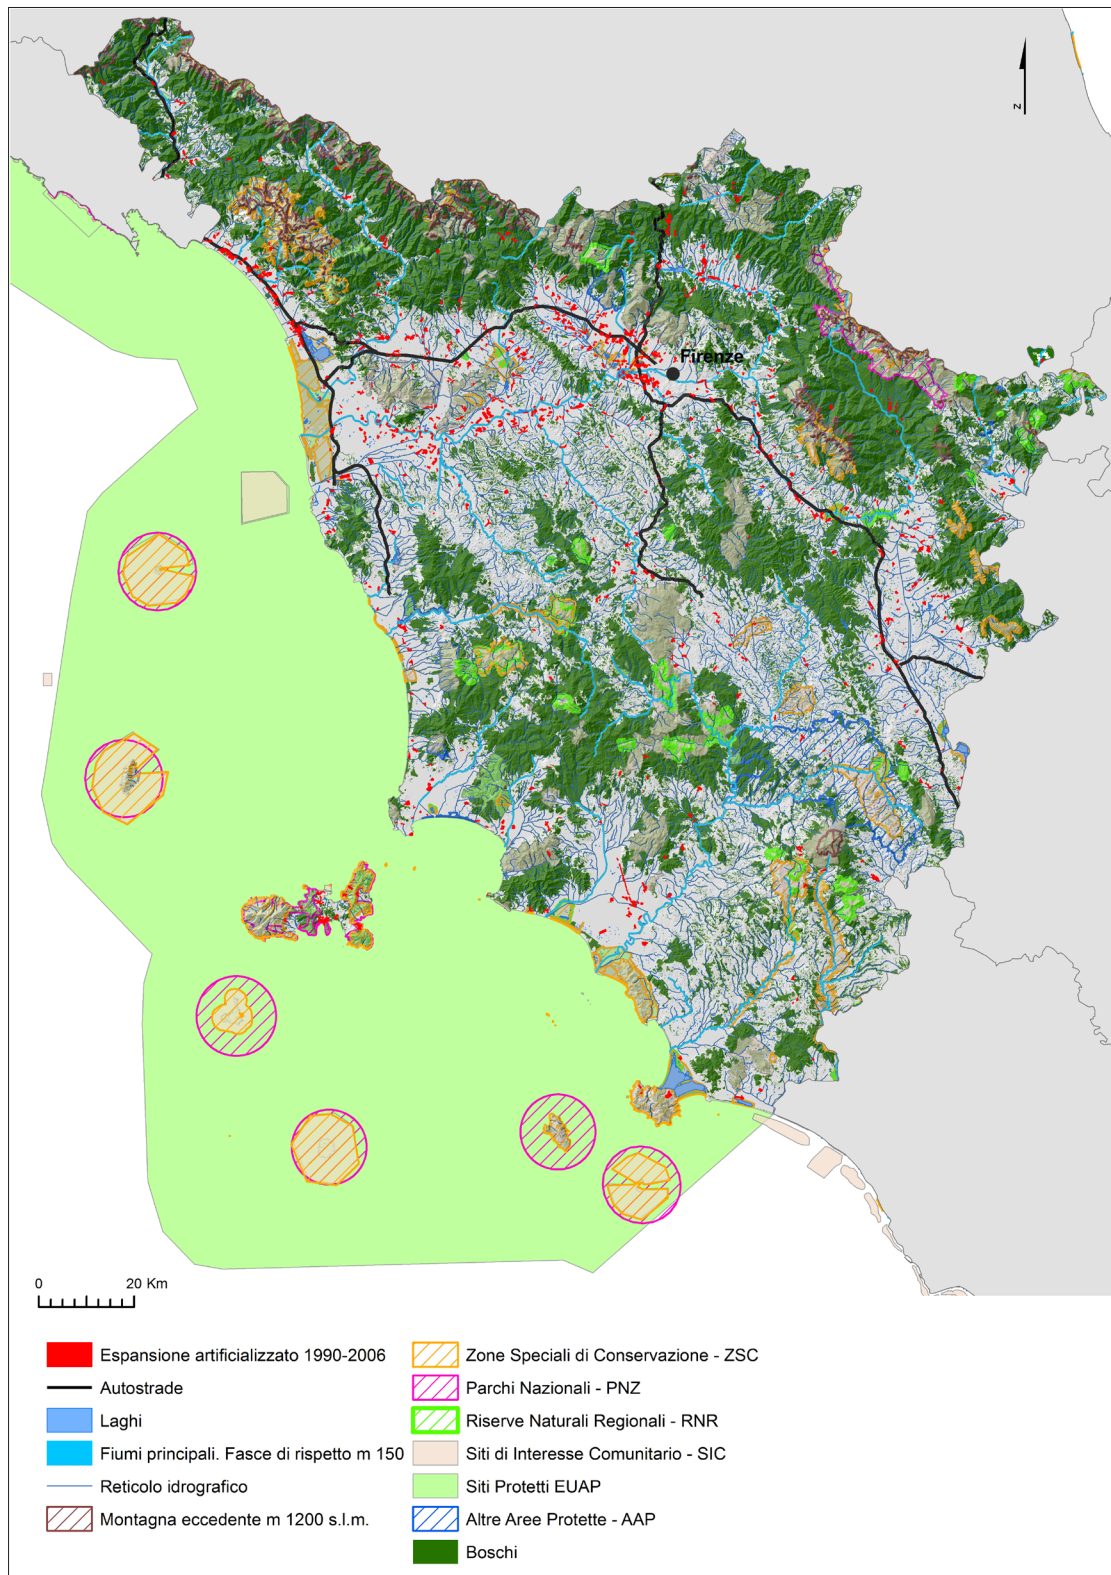 N
Firenze
0 20 Km
Espansione artificializzato 1990-2006
Autostrade
Laghi
Fiumi principali. Fasce di rispetto m 150
Reticolo idrografico
Montagna eccedente m 1200 s.l.m.
Zone Speciali di Conservazione - ZSC
Parchi Nazionali - PNZ
Riserve Naturali Regionali - RNR
Siti di Interesse Comunitario - SIC
Siti Protetti EUAP
Altre Aree Protette - AAP
Boschi